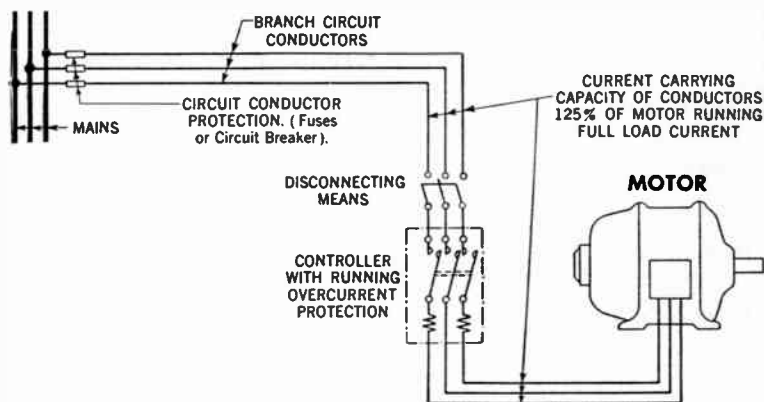 BRANCH CIRCUIT
CONDUCTORS
CIRCUIT CONDUCTOR
PROTECTION. (Fuses
or Circuit Breaker).
MAINS
CURRENT CARRYING
CAPACITY OF CONDUCTORS
125% OF MOTOR RUNNING
FULL LOAD CURRENT
DISCONNECTING
MEANS
MOTOR
CONTROLLER
WITH RUNNING
OVERCURRENT
PROTECTION